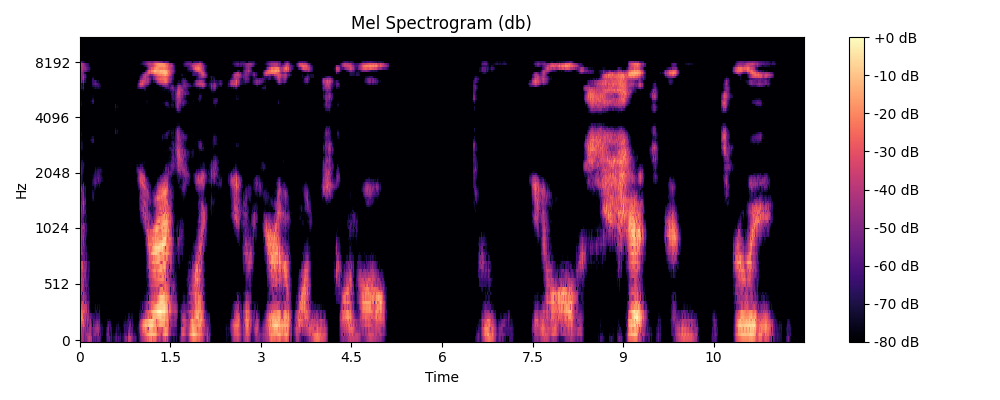 Mel Spectrogram (db)
8192
4096
2048
1024
512
0
Hz
0 1.5 3 4.5 6 7.5 9 10
Time
+0 dB
-10 dB
-20 dB
-30 dB
-40 dB
-50 dB
-60 dB
-70 dB
-80 dB